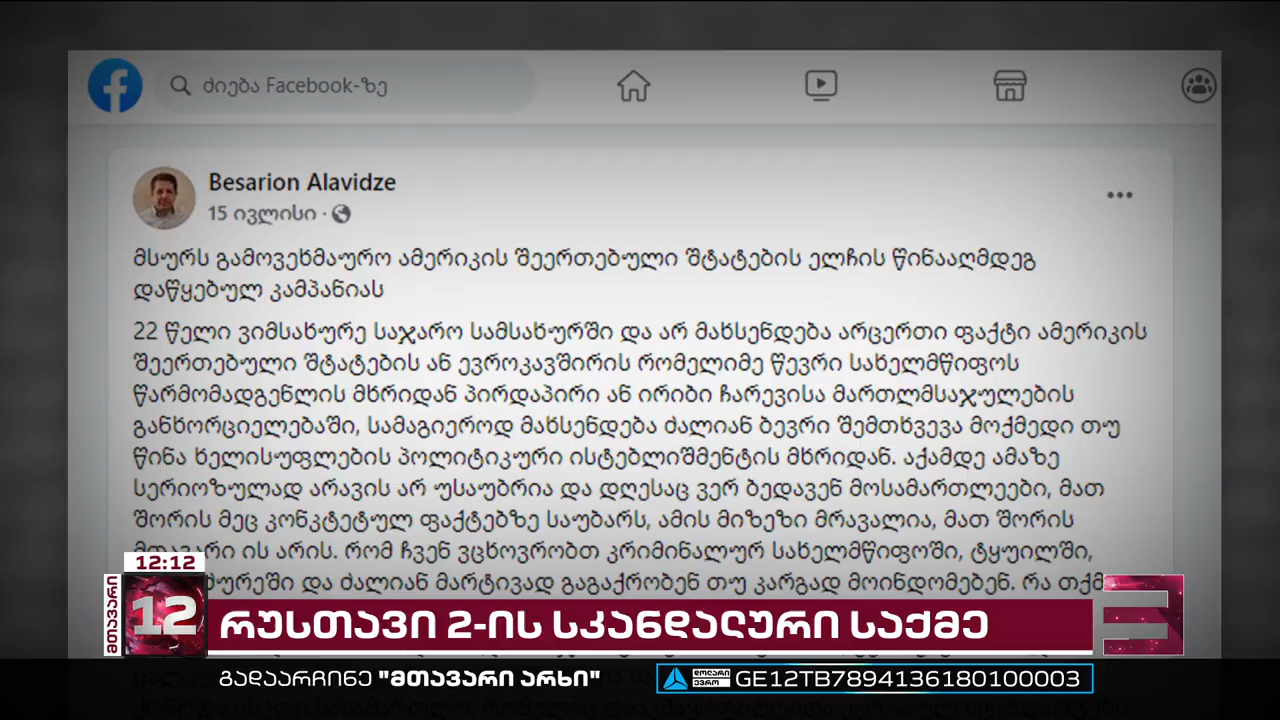 ძიება Facebook-ზე
Besarion Alavidze
15 ივლისი ·
მსურს გამოვეხმაურო ამერიკის შეერთებული შტატების ელჩის წინააღმდეგ
დაწყებულ კამპანიას
22 წელი ვიმსახურე საჯარო სამსახურში და არ მახსენდება არცერთი ფაქტი ამერიკის
შეერთებული შტატების ან ევროკავშირის რომელიმე წევრი სახელმწიფოს
წარმომადგენლის მხრიდან პირდაპირი ან ირიბი ჩარევისა მართლმსაჯულების
განხორციელებაში, სამაგიეროდ მახსენდება ძალიან ბევრი შემთხვევა მოქმედი თუ
წინა ხელისუფლების პოლიტიკური ისტებლიშმენტის მხრიდან. აქამდე ამაზე
სერიოზულად არავის არ უსაუბრია და დღესაც ვერ ბედავენ მოსამართლეები, მათ
შორის მეც კონკტეტულ ფაქტებზე საუბარს, ამის მიზეზი მრავალია, მათ შორის
მთავარი ის არის. რომ ჩვენ ვცხოვრობთ კრიმინალურ სახელმწიფოში, ტყუილში,
და ძალიან მარტივად გაგაქრობენ თუ კარგად მოინდომებენ. რა
12:12
მთავარი
12
რუსთავი 2-ის სკანდალური საქმე
გადაარჩინე "მთავარი არხი"
დოლარი
ევრო
GE12TB7894136180100003